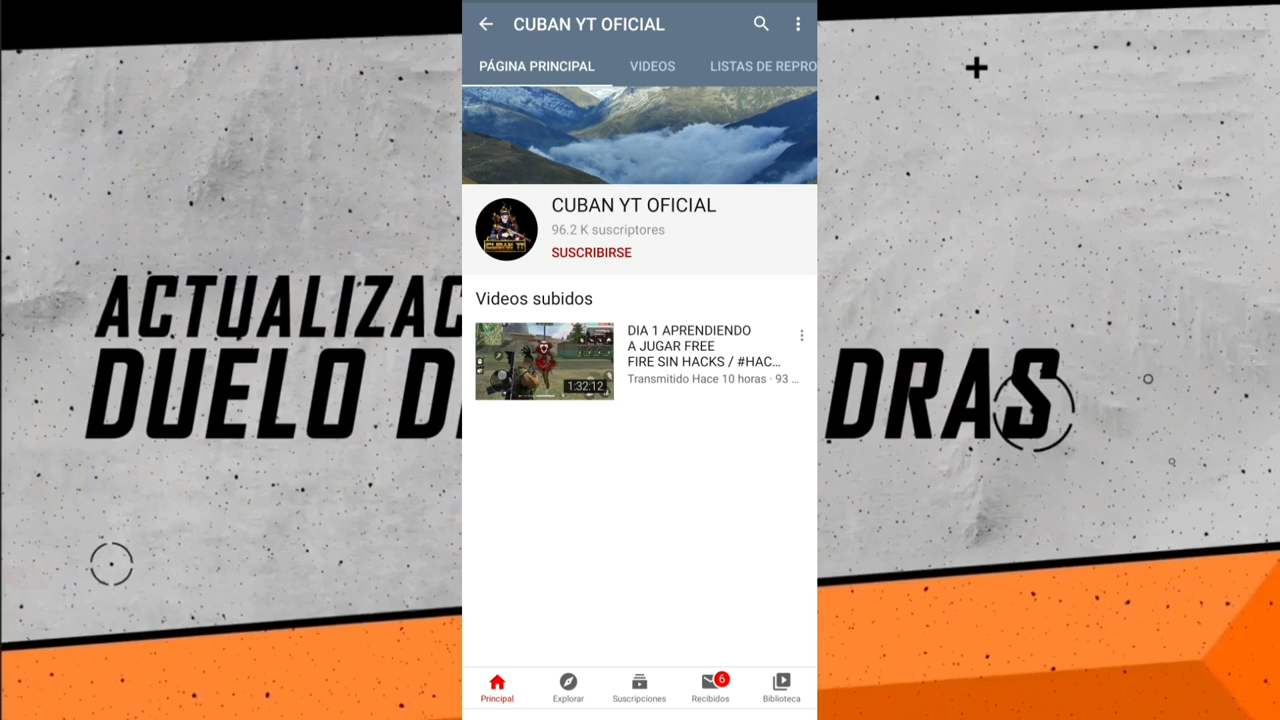 CUBAN YT OFICIAL
PÁGINA PRINCIPAL
VIDEOS
LISTAS DE REPRO
CUBAN YT OFICIAL
96.2 K suscriptores
SUSCRIBIRSE
CUBAN YT
Videos subidos
DIA 1 APRENDIENDO
A JUGAR FREE
FIRE SIN HACKS / #HAC...
Transmitido Hace 10 horas · 93 ...
1:32:12
ACTUALIZAC
DUELO D
DRAS
Principal
Explorar
Suscripciones
6
Recibidos
Biblioteca